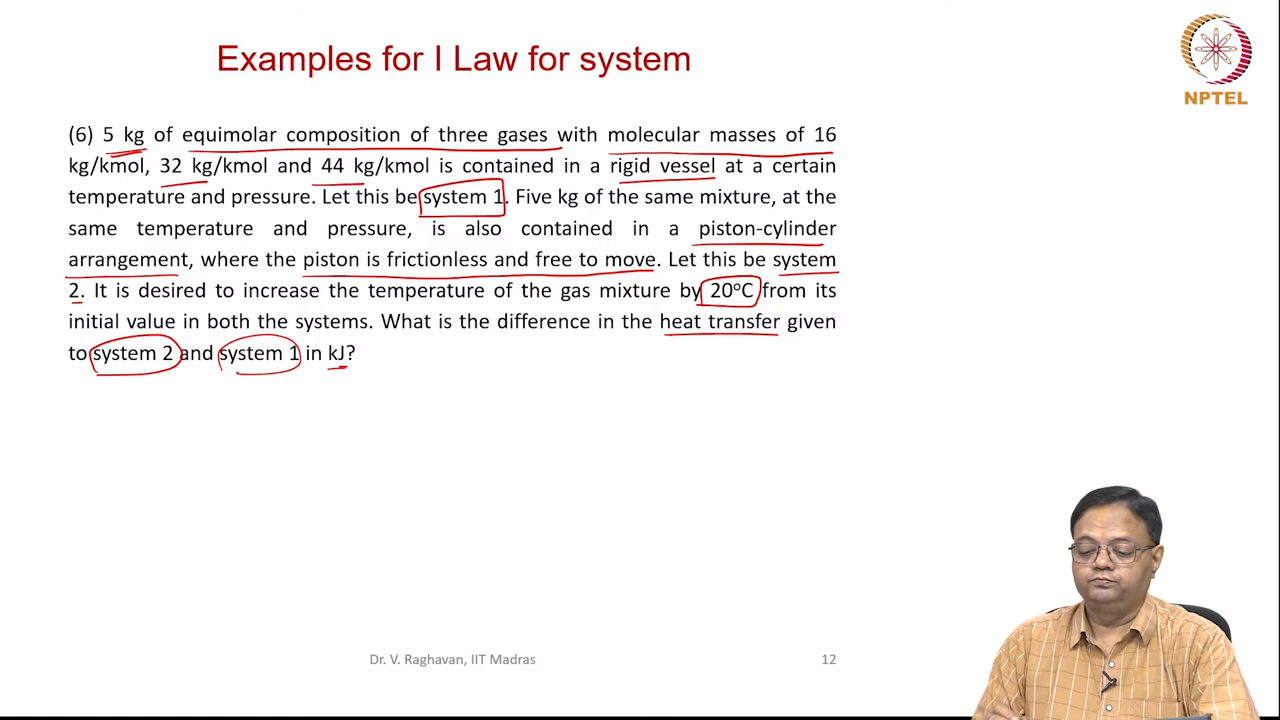 Examples for I Law for system
NPTEL
(6) 5 kg of equimolar composition of three gases with molecular masses of 16
kg/kmol, 32 kg/kmol and 44 kg/kmol is contained in a rigid vessel at a certain
temperature and pressure. Let this be system 1. Five kg of the same mixture, at the
same temperature and pressure, is also contained in a piston-cylinder
arrangement, where the piston is frictionless and free to move. Let this be system
2. It is desired to increase the temperature of the gas mixture by 20°C from its
initial value in both the systems. What is the difference in the heat transfer given
to system 2 and system 1 in kJ?
Dr. V. Raghavan, IIT Madras 12